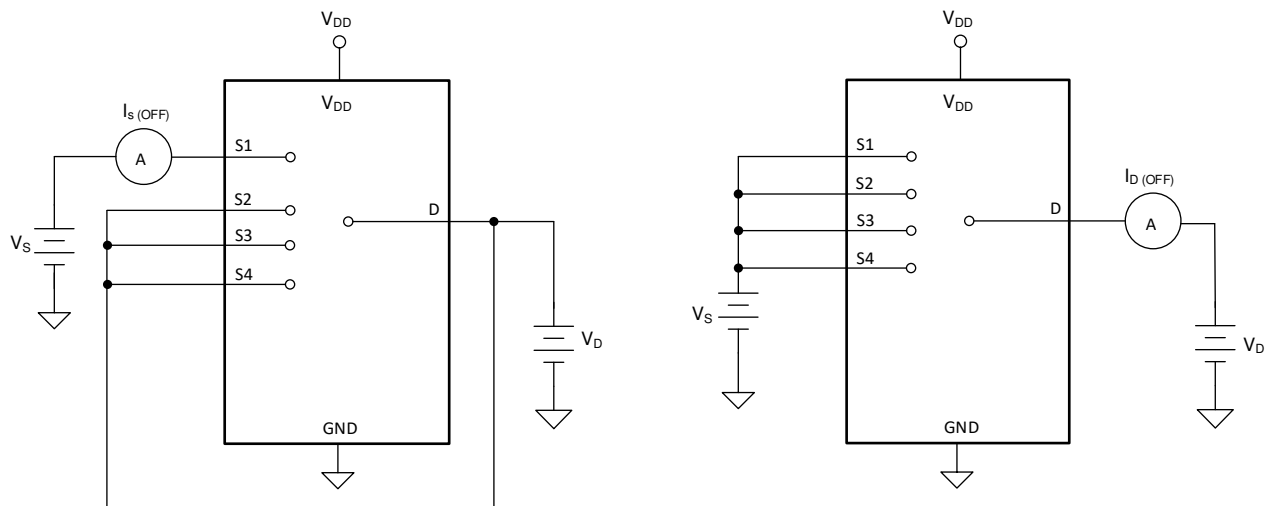 VDD
VDD
Is (OFF)
A
S1
S2
S3
S4
D
VS
VD
GND
VDD
VDD
S1
S2
S3
S4
D
ID (OFF)
A
VS
VD
GND